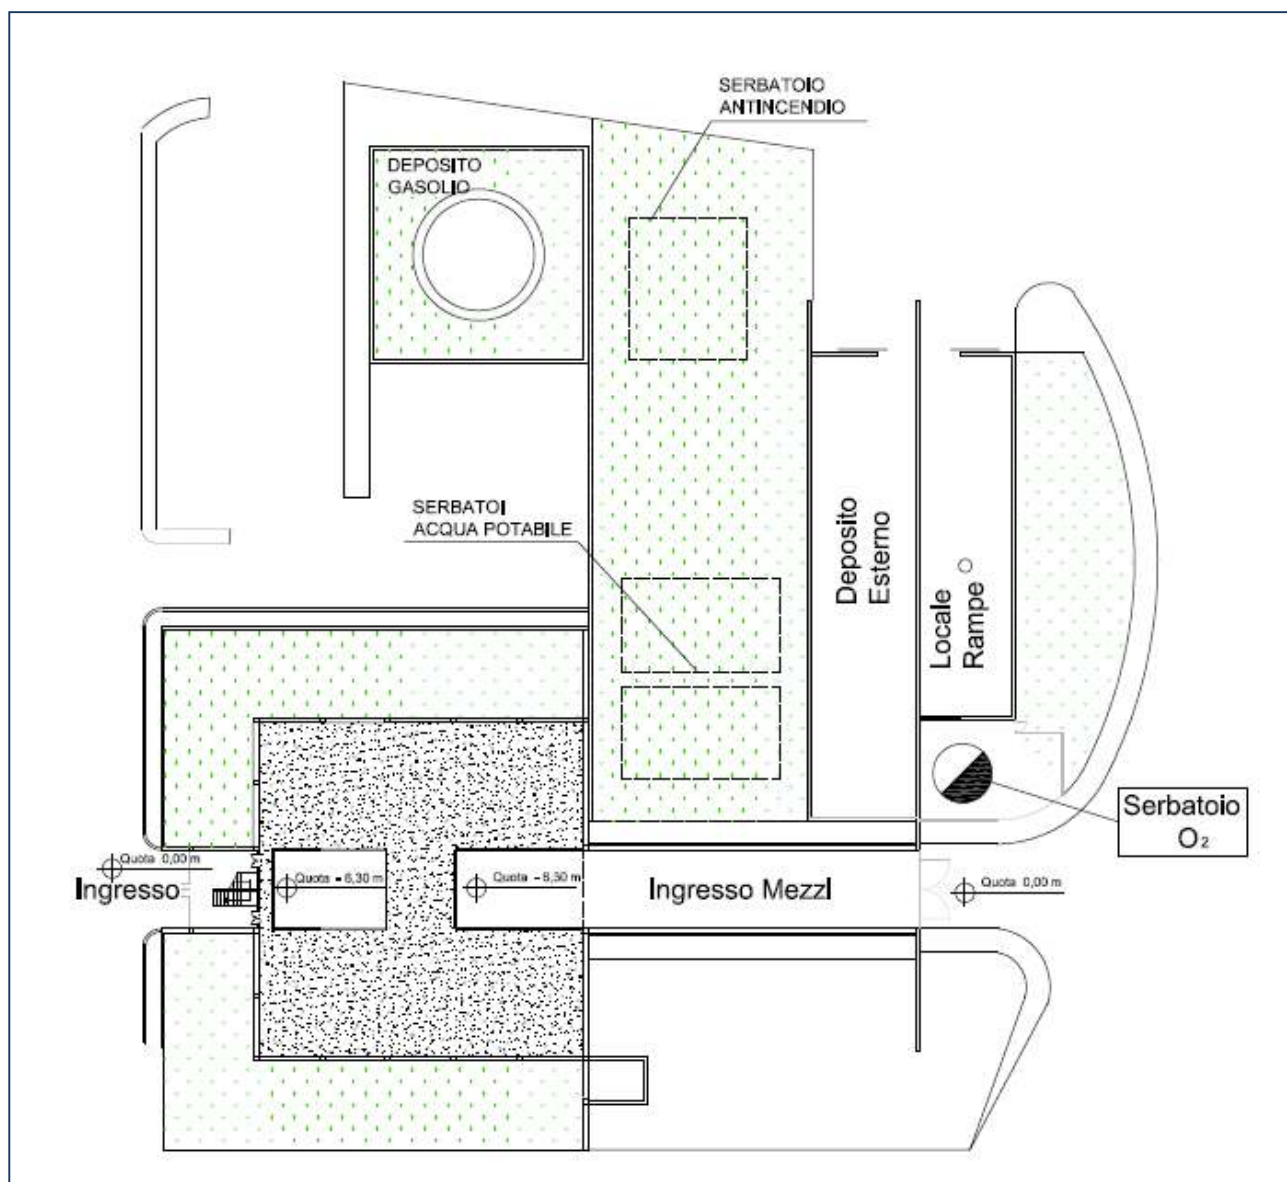 SERBATOIO
ANTINCENDIO
DEPOSITO
GASOLIO
SERBATOI
ACQUA POTABILE
Deposito
Esterno
Locale
Rampe
Serbatoio
O₂
Quota 0,00 m
Ingresso
Quota - 6,30 m
Quota - 6,30 m
Ingresso Mezzi
Quota 0,00 m